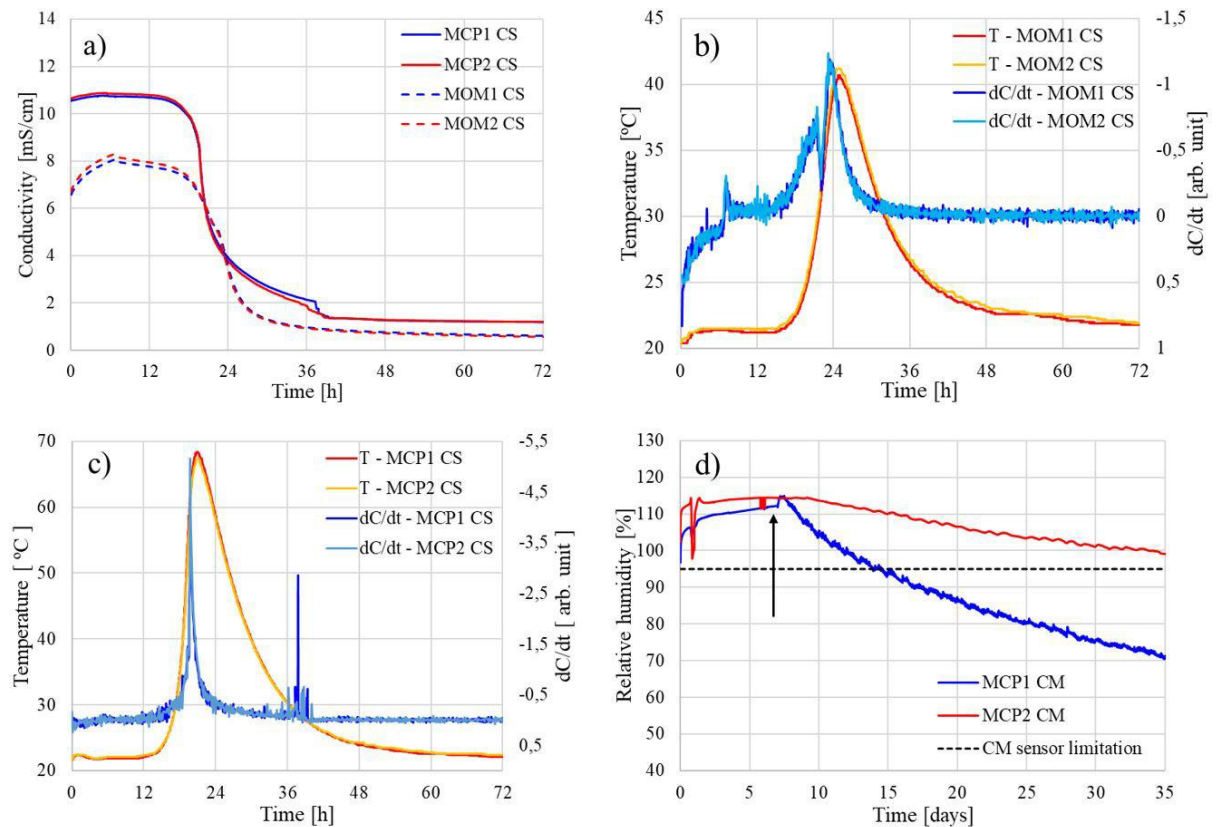 a)
Conductivity [mS/cm]
14
12
10
8
6
4
2
0
MCP1 CS
MCP2 CS
MOM1 CS
MOM2 CS
0 12 24 36 48 60 72
Time [h]
b)
Temperature [ºC]
45
40
35
30
25
20
T - MOM1 CS
T - MOM2 CS
dC/dt - MOM1 CS
dC/dt - MOM2 CS
-1,5
-1
-0,5
0
0,5
1
dC/dt [arb. unit]
0 12 24 36 48 60 72
Time [h]
c)
Temperature [ ºC]
70
60
50
40
30
20
T - MCP1 CS
T - MCP2 CS
dC/dt - MCP1 CS
dC/dt - MCP2 CS
-5,5
-4,5
-3,5
-2,5
-1,5
-0,5
0,5
dC/dt [ arb. unit]
0 12 24 36 48 60 72
Time [h]
d)
Relative humidity [%]
130
120
110
100
90
80
70
60
50
40
MCP1 CM
MCP2 CM
CM sensor limitation
0 5 10 15 20 25 30 35
Time [days]